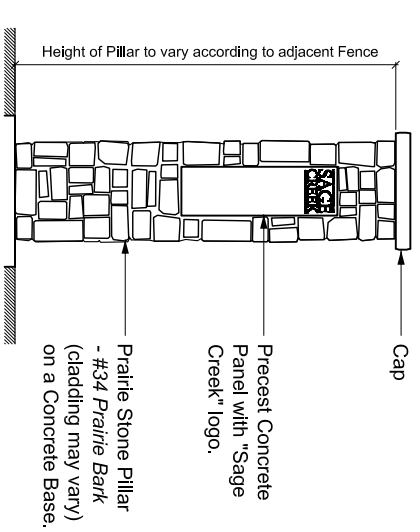 Height of Pillar to vary according to adjacent Fence
SAGE
CREEK
Cap
Precest Concrete
Panel with "Sage
Creek" logo.
Prairie Stone Pillar
- #34 Prairie Bark
(cladding may vary)
on a Concrete Base.